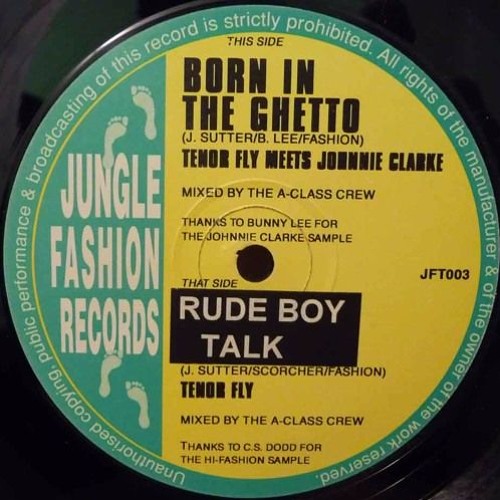 Unauthorised copying, public performance & broadcasting of this record is strictly prohibited. All rights of the manufacturer & of the owner of the work reserved.
JUNGLE
FASHION
RECORDS
THIS SIDE
BORN IN
THE GHETTO
(J. SUTTER/B. LEE/FASHION)
TENOR FLY MEETS JOHNNIE CLARKE
MIXED BY THE A-CLASS CREW
THANKS TO BUNNY LEE FOR
THE JOHNNIE CLARKE SAMPLE
JFT003
THAT SIDE
RUDE BOY
TALK
(J. SUTTER/SCORCHER/FASHION)
TENOR FLY
MIXED BY THE A-CLASS CREW
THANKS TO C.S. DODD FOR
THE HI-FASHION SAMPLE